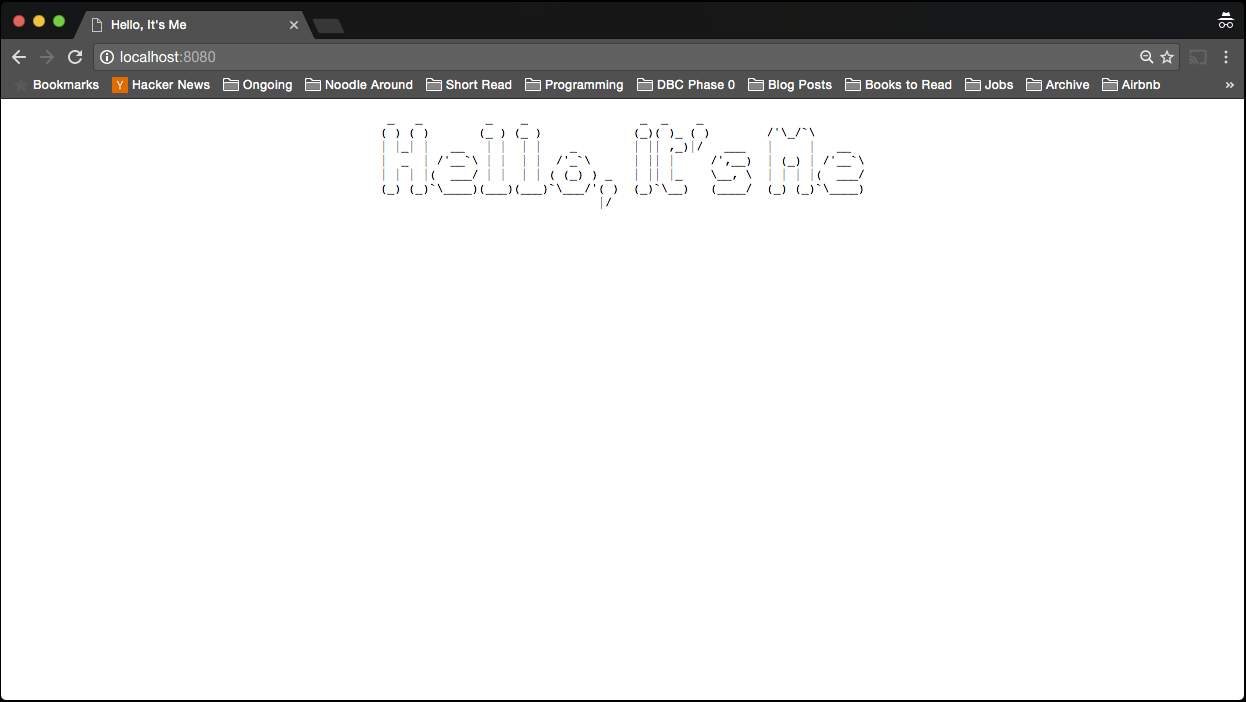 Hello, It's Me
localhost:8080
Bookmarks
Y Hacker News
Ongoing
Noodle Around
Short Read
Programming
DBC Phase 0
Blog Posts
Books to Read
Jobs
Archive
Airbnb
»
Hello, It's Me